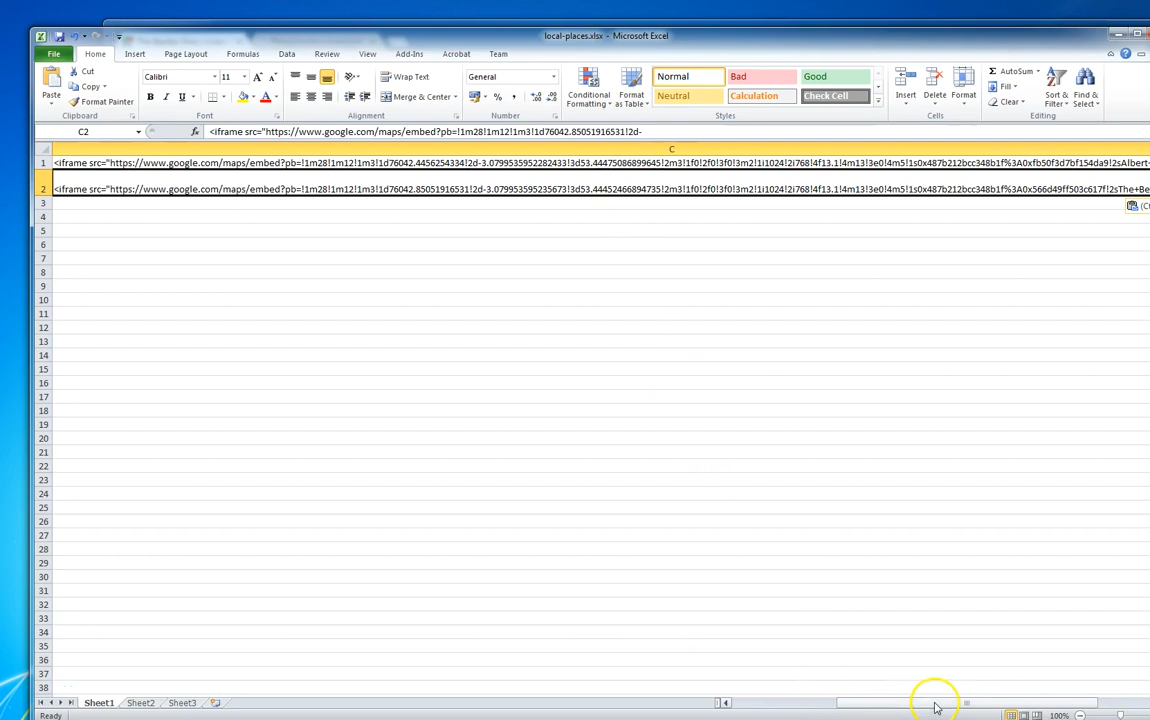 local-places.xlsx - Microsoft Excel
File Home Insert Page Layout Formulas Data Review View Add-Ins Acrobat Team
Cut Calibri 11 Wrap Text General Normal Bad Good AutoSum
Copy Fill
Paste Format Painter Merge & Center Conditional Formatting Format as Table Neutral Calculation Check Cell Insert Delete Format Clear Sort & Filter Find & Select
Clipboard Font Alignment Number Styles Cells Editing
C2 fx <iframe src="https://www.google.com/maps/embed?pb=!1m28!1m12!1m3!1d76042.85051916531!2d-
C
1 <iframe src="https://www.google.com/maps/embed?pb=!1m28!1m12!1m3!1d76042.4456254334!2d-3.0799535952282433!3d53.44475086899645!2m3!1f0!2f0!3f0!3m2!1i1024!2i768!4f13.1!4m13!3e0!4m5!1s0x487b212bcc348b1f%3A0xfb50f3d7bf154da9!2sAlbert+
2 <iframe src="https://www.google.com/maps/embed?pb=!1m28!1m12!1m3!1d76042.85051916531!2d-3.079953595235673!3d53.44452466894735!2m3!1f0!2f0!3f0!3m2!1i1024!2i768!4f13.1!4m13!3e0!4m5!1s0x487b212bcc348b1f%3A0x566d49ff503c617f!2sThe+Be
3 (Ct
4
5
6
7
8
9
10
11
12
13
14
15
16
17
18
19
20
21
22
23
24
25
26
27
28
29
30
31
32
33
34
35
36
37
38
Sheet1 Sheet2 Sheet3
Ready 100%